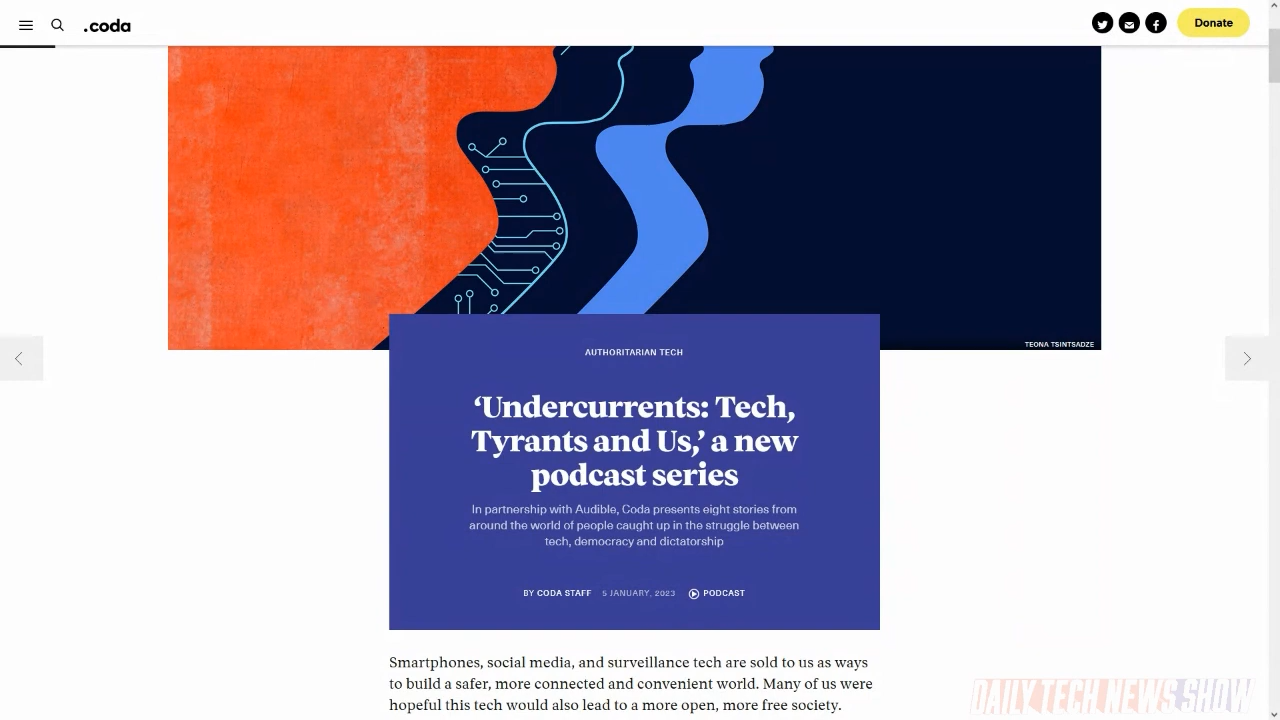 .coda
Donate
TEONA TSINTSADZE
AUTHORITARIAN TECH
‘Undercurrents: Tech,
Tyrants and Us,’ a new
podcast series
In partnership with Audible, Coda presents eight stories from
around the world of people caught up in the struggle between
tech, democracy and dictatorship
BY CODA STAFF 5 JANUARY, 2023 PODCAST
Smartphones, social media, and surveillance tech are sold to us as ways
to build a safer, more connected and convenient world. Many of us were
hopeful this tech would also lead to a more open, more free society.
DAILY TECH NEWS SHOW